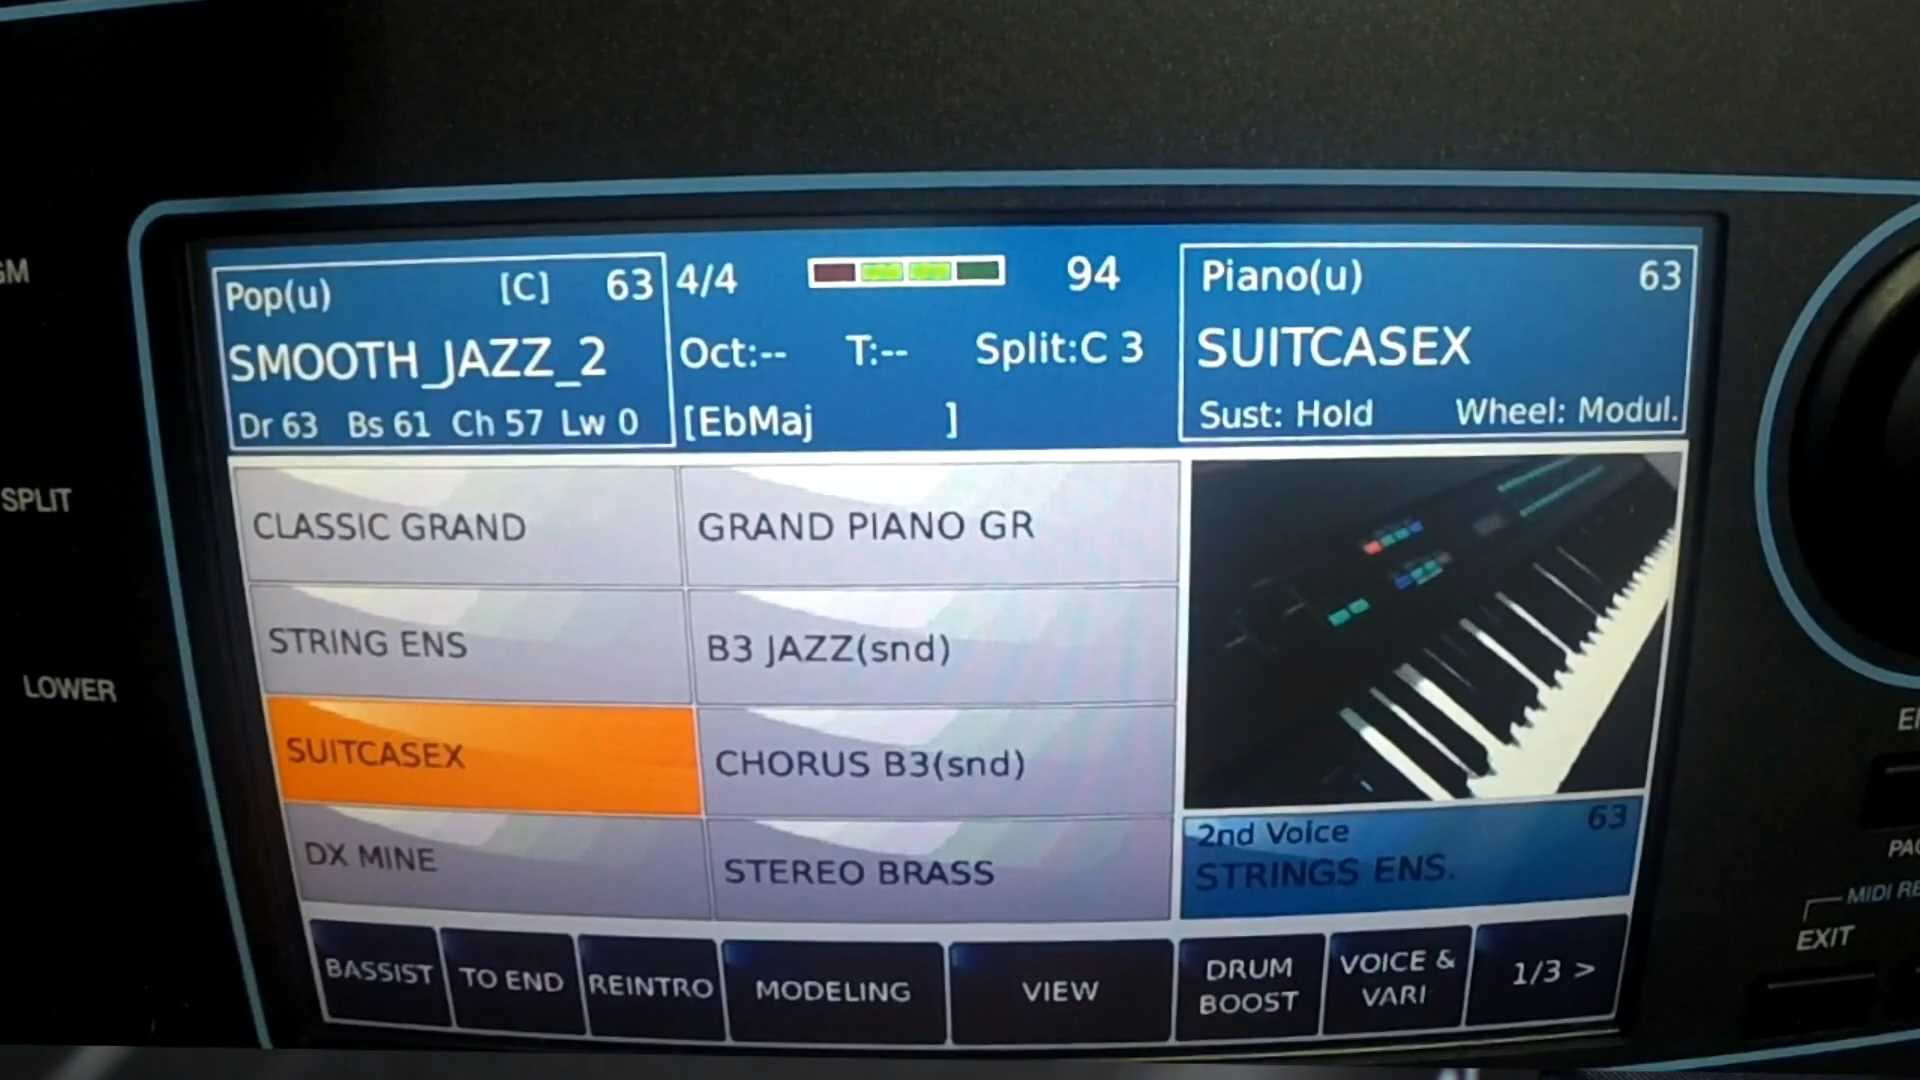 Pop(u) [C] 63
SMOOTH_JAZZ_2
Dr 63 Bs 61 Ch 57 Lw 0
4/4 94
Oct:-- T:-- Split:C 3
[EbMaj ]
Piano(u) 63
SUITCASEX
Sust: Hold Wheel: Modul.
CLASSIC GRAND
GRAND PIANO GR
STRING ENS
B3 JAZZ(snd)
SUITCASEX
CHORUS B3(snd)
DX MINE
STEREO BRASS
2nd Voice 63
STRINGS ENS.
BASSIST
TO END
REINTRO
MODELING
VIEW
DRUM
BOOST
VOICE &
VARI
1/3 >
SPLIT
LOWER
MIDI
EXIT